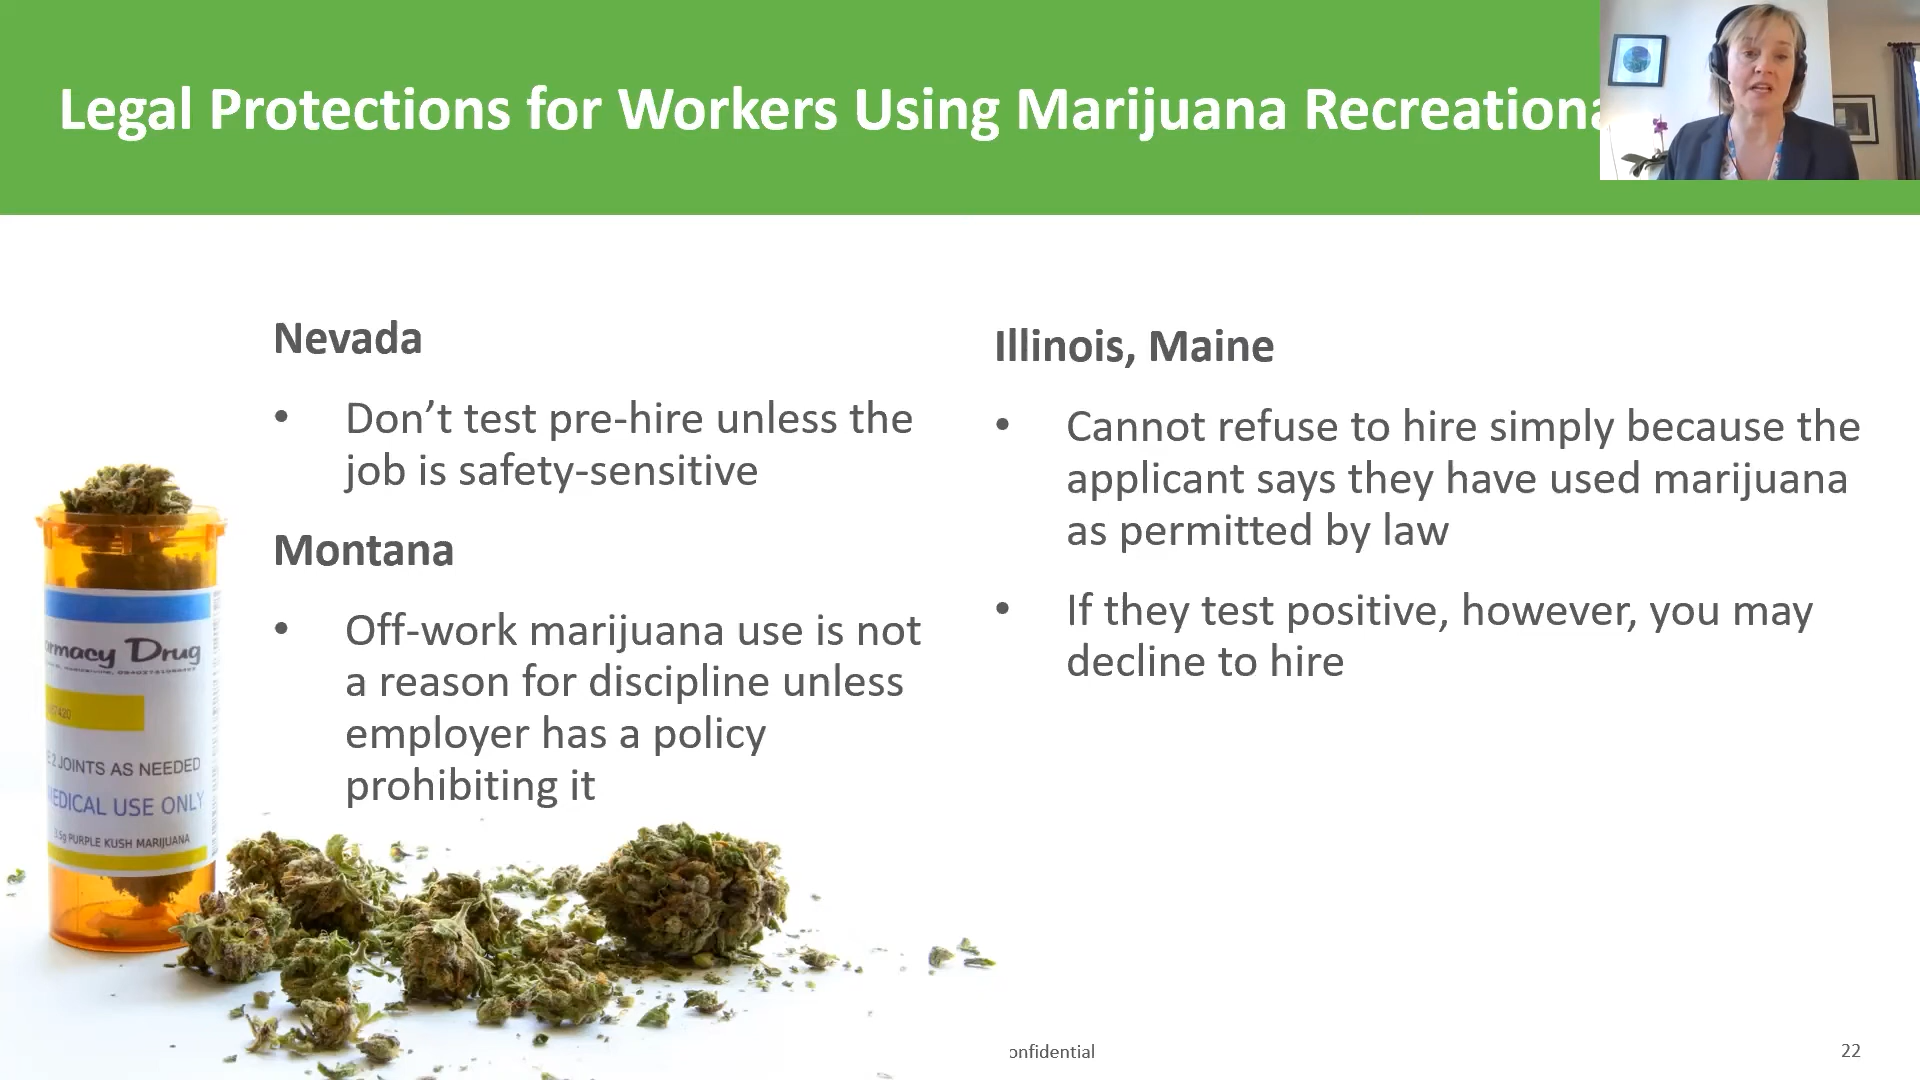 Legal Protections for Workers Using Marijuana Recreationa
Nevada
• Don’t test pre-hire unless the
job is safety-sensitive
Montana
• Off-work marijuana use is not
a reason for discipline unless
employer has a policy
prohibiting it
Illinois, Maine
• Cannot refuse to hire simply because the
applicant says they have used marijuana
as permitted by law
• If they test positive, however, you may
decline to hire
armacy Drug
420
E 2 JOINTS AS NEEDED
MEDICAL USE ONLY
3.5g PURPLE KUSH MARIJUANA
onfidential
22